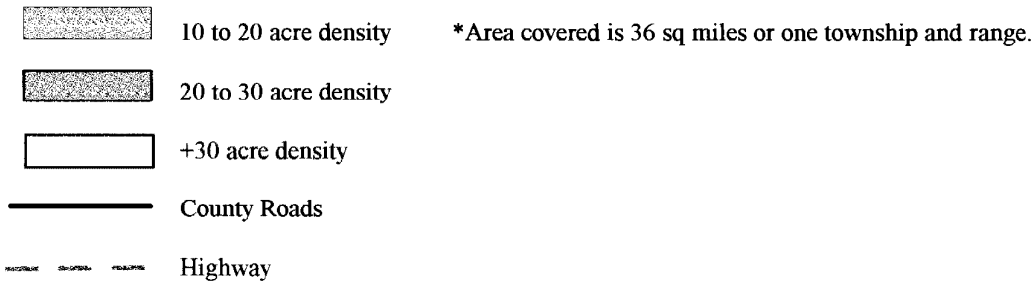 10 to 20 acre density *Area covered is 36 sq miles or one township and range.
20 to 30 acre density
+30 acre density
County Roads
Highway